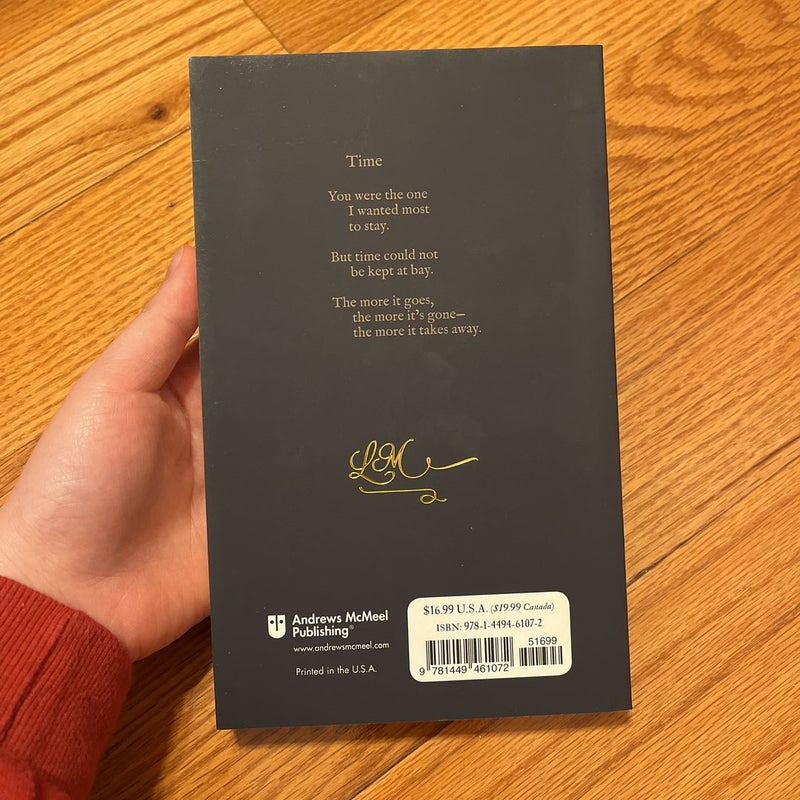 Time
You were the one
I wanted most
to stay.
But time could not
be kept at bay.
The more it goes,
the more it's gone—
the more it takes away.
LM
Andrews McMeel
Publishing®
www.andrewsmcmeel.com
Printed in the U.S.A.
$16.99 U.S.A. ($19.99 Canada)
ISBN: 978-1-4494-6107-2
51699
9 781449 461072